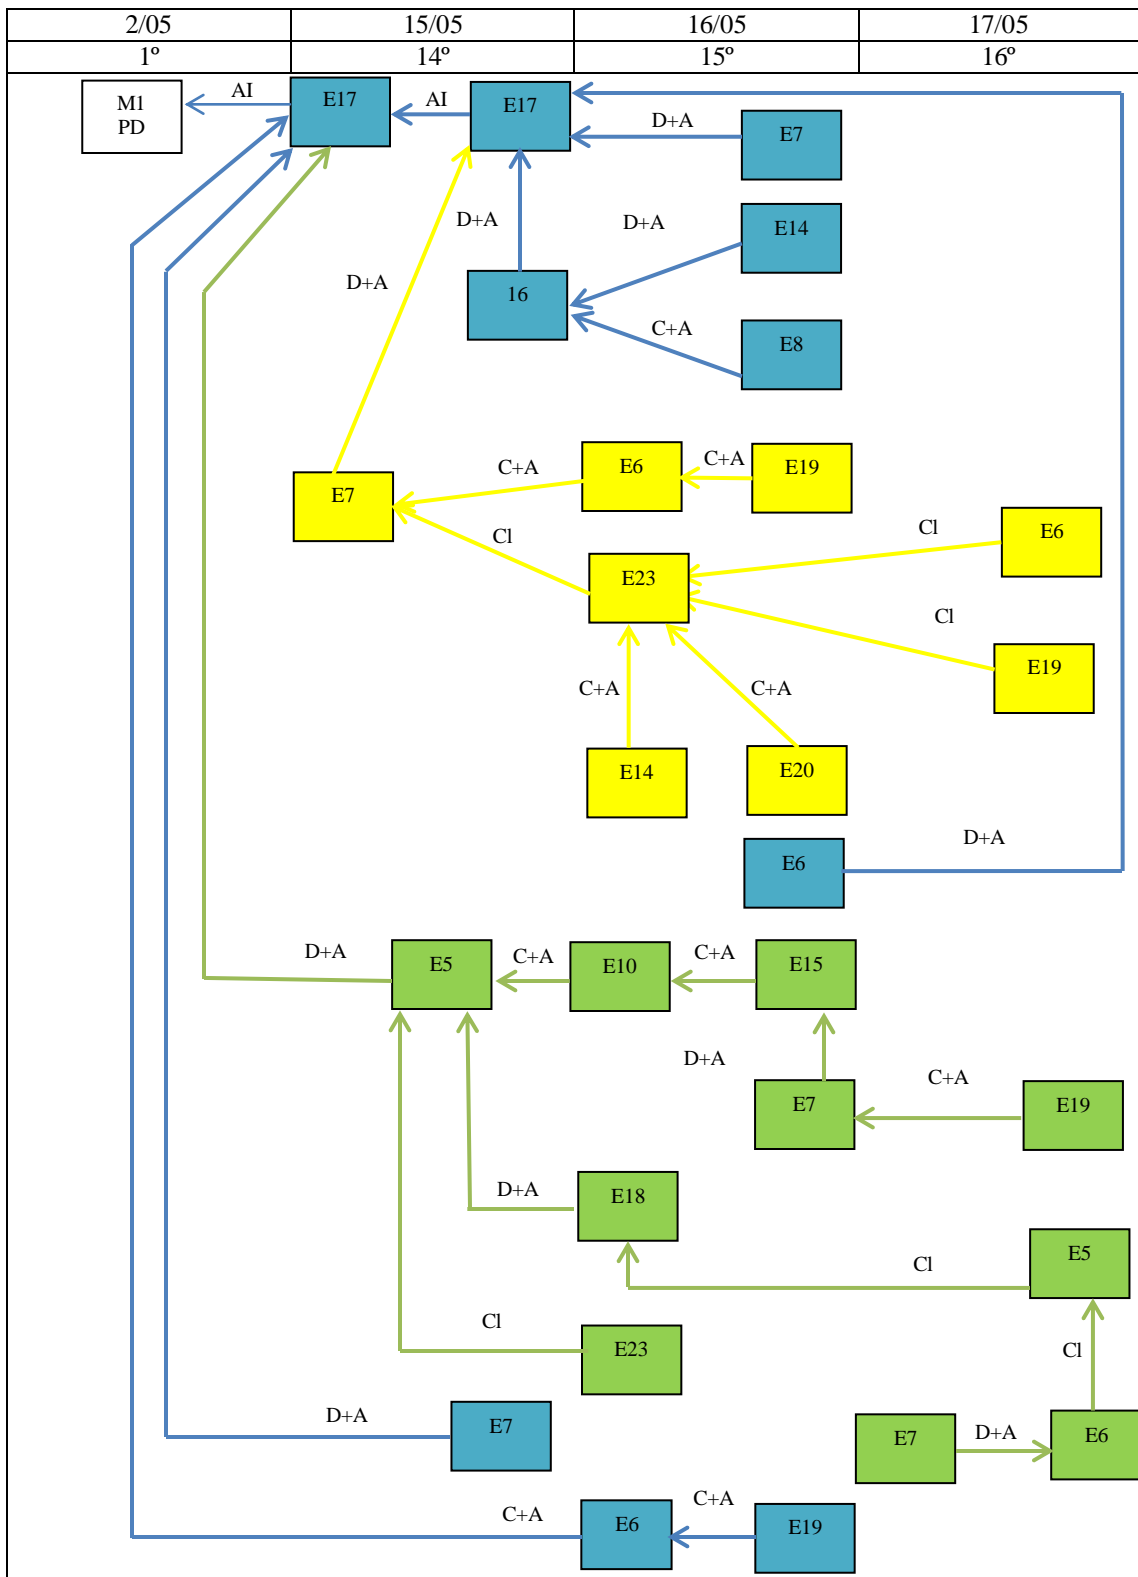 2/05 15/05 16/05 17/05
1º 14º 15º 16º
M1
PD
AI
E17
AI
E17
D+A
E7
D+A
D+A
E14
D+A
16
C+A
E8
E7
C+A
E6
C+A
E19
Cl
E23
Cl
E6
Cl
E19
C+A
C+A
E14
E20
E6
D+A
D+A
E5
C+A
E10
C+A
E15
D+A
E7
C+A
E19
D+A
E18
Cl
E5
Cl
E23
Cl
D+A
E7
E7
D+A
E6
C+A
E6
C+A
E19